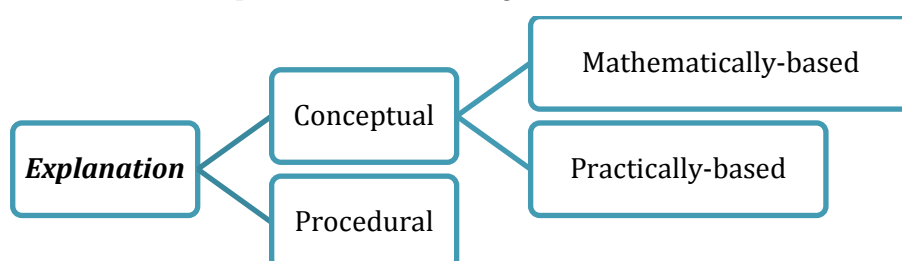 Explanation
Conceptual
Procedural
Mathematically-based
Practically-based